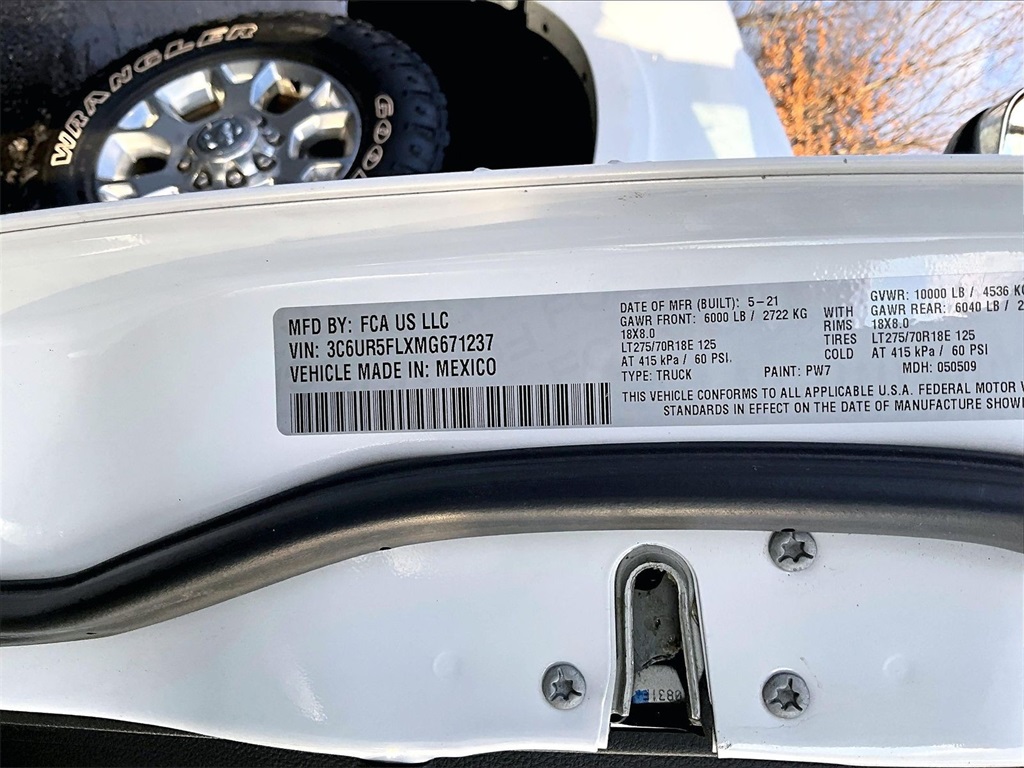 WRANGLER
GOO
MFD BY: FCA US LLC
VIN: 3C6UR5FLXMG671237
VEHICLE MADE IN: MEXICO
DATE OF MFR (BUILT): 5-21
GAWR FRONT: 6000 LB / 2722 KG
18X8.0
LT275/70R18E 125
AT 415 kPa / 60 PSI.
TYPE: TRUCK
WITH
RIMS
TIRES
COLD
PAINT: PW7
GVWR: 10000 LB / 4536 KG
GAWR REAR: 6040 LB / 2
18X8.0
LT275/70R18E 125
AT 415 kPa / 60 PSI
MDH: 050509
THIS VEHICLE CONFORMS TO ALL APPLICABLE U.S.A. FEDERAL MOTOR V
STANDARDS IN EFFECT ON THE DATE OF MANUFACTURE SHOW
0831